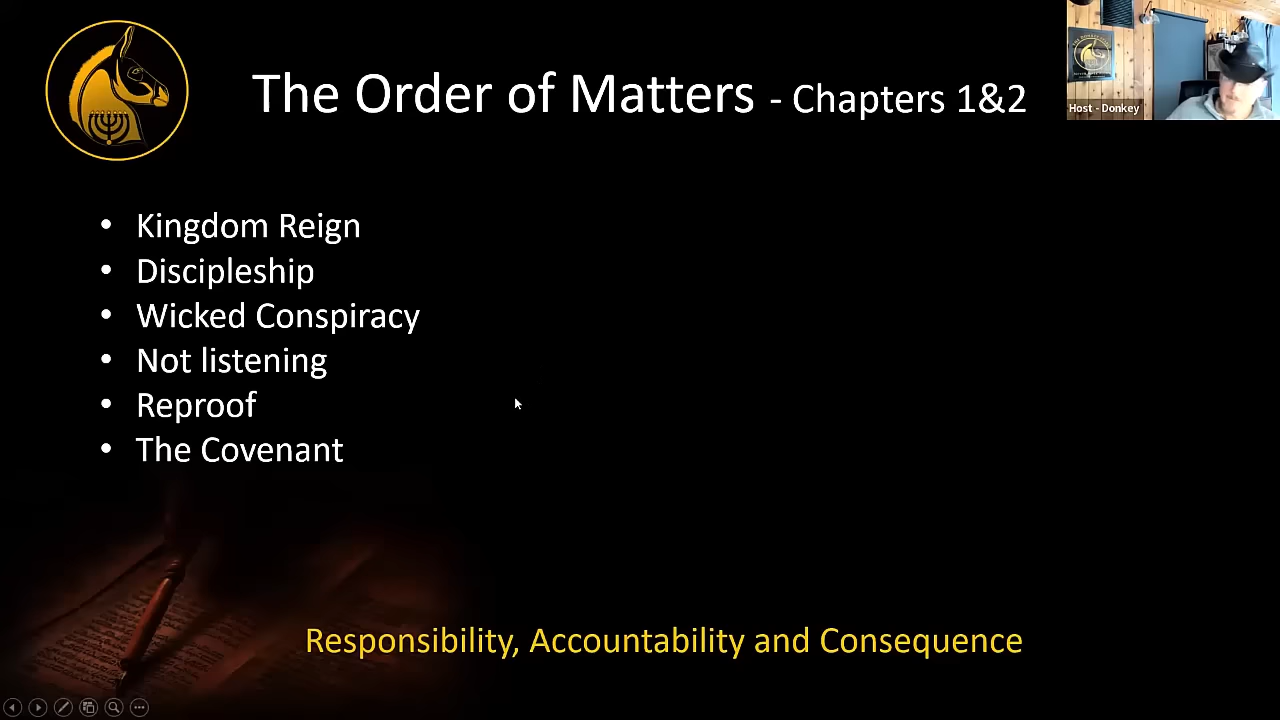 The Order of Matters - Chapters 1&2
Host - Donkey
• Kingdom Reign
• Discipleship
• Wicked Conspiracy
• Not listening
• Reproof
• The Covenant
Responsibility, Accountability and Consequence